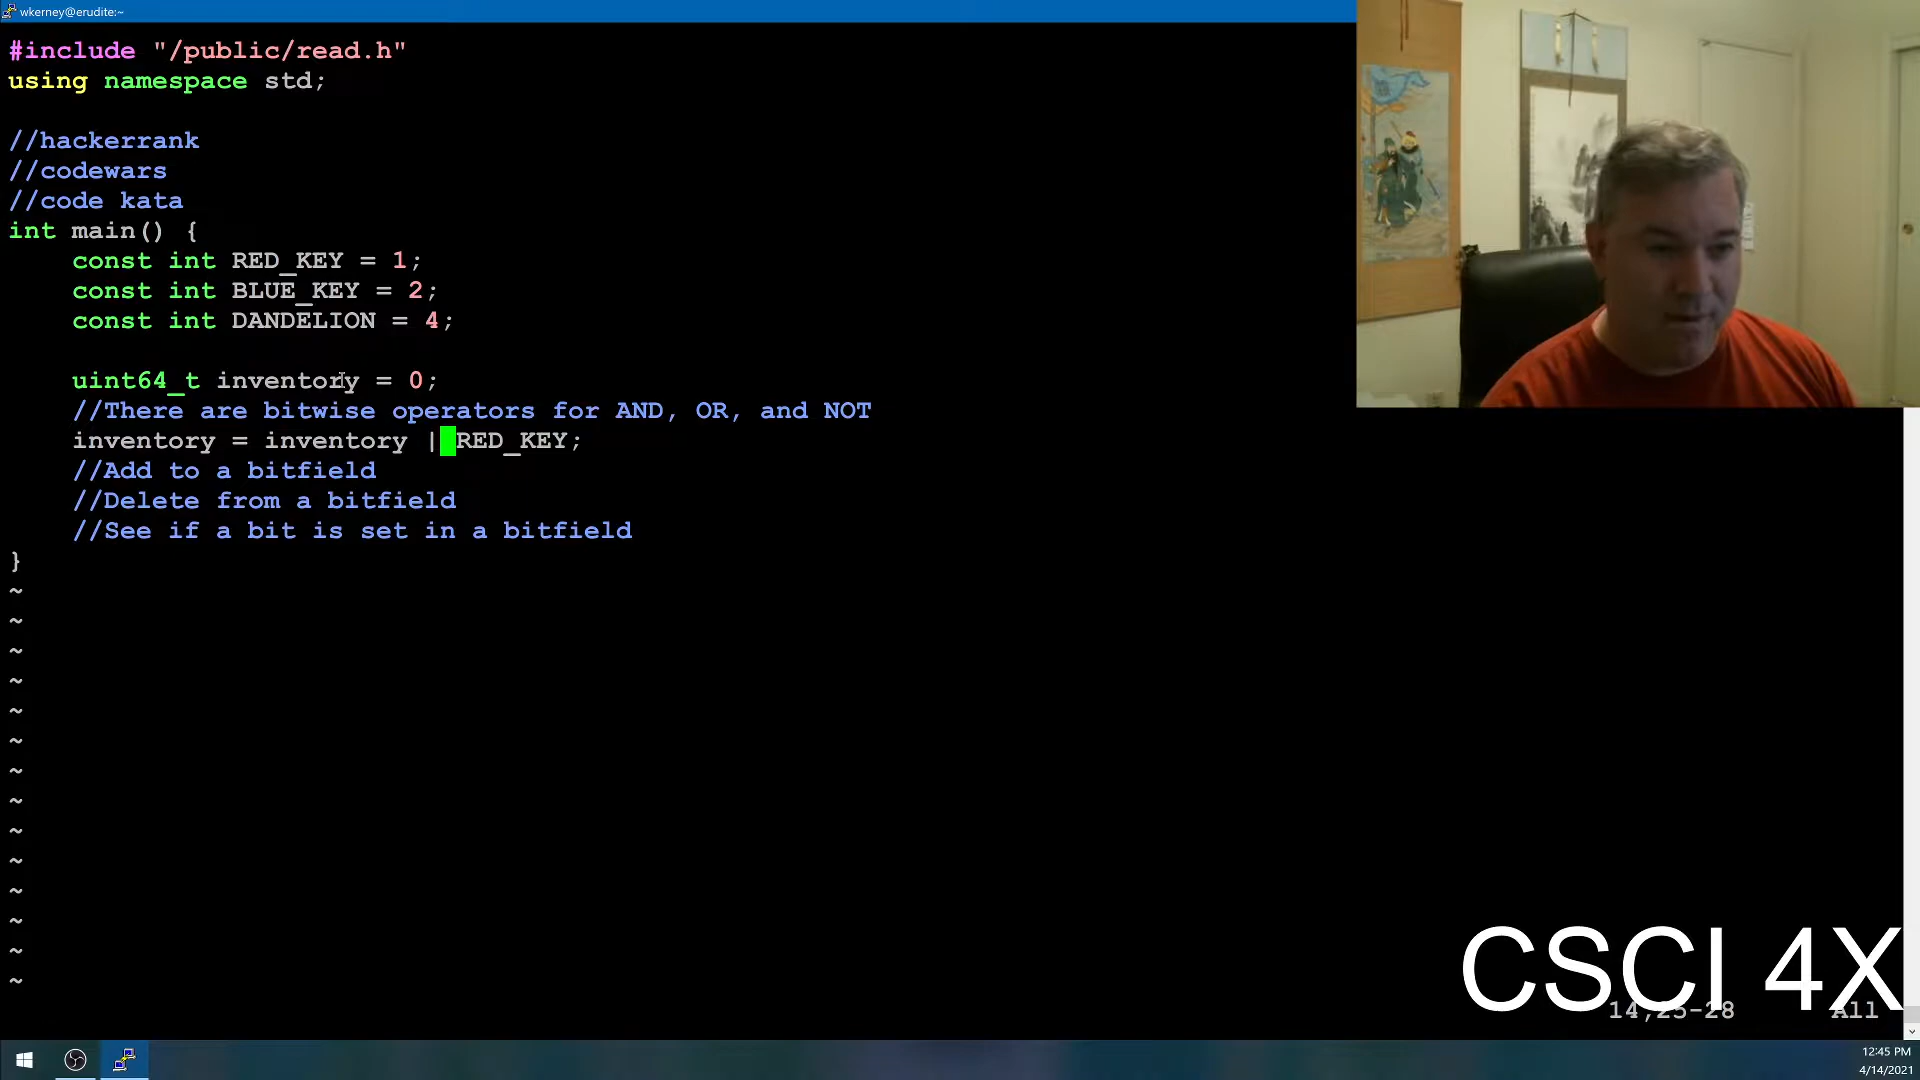 wkerney@erudite:~
#include "/public/read.h"
using namespace std;
//hackerrank
//codewars
//code kata
int main() {
    const int RED_KEY = 1;
    const int BLUE_KEY = 2;
    const int DANDELION = 4;
    uint64_t inventory = 0;
    //There are bitwise operators for AND, OR, and NOT
    inventory = inventory | RED_KEY;
    //Add to a bitfield
    //Delete from a bitfield
    //See if a bit is set in a bitfield
}
~
~
~
~
~
~
~
~
~
~
~
~
~
~
CSCI 4X
14,25-28 All
12:45 PM
4/14/2021